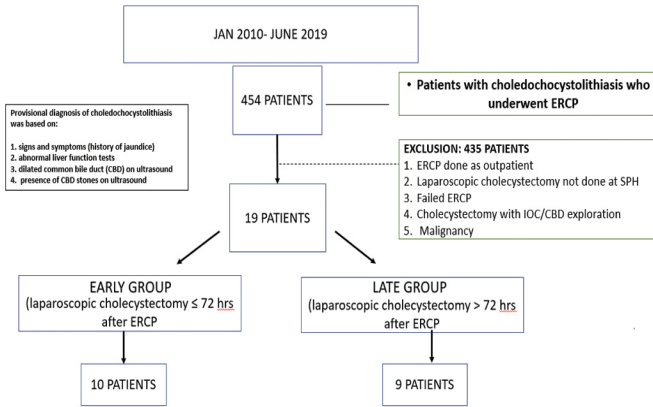 JAN 2010- JUNE 2019
454 PATIENTS
• Patients with choledochocystolithiasis who
underwent ERCP
Provisional diagnosis of choledochocystolithiasis
was based on:
1. signs and symptoms (history of jaundice)
2. abnormal liver function tests
3. dilated common bile duct (CBD) on ultrasound
4. presence of CBD stones on ultrasound
EXCLUSION: 435 PATIENTS
1. ERCP done as outpatient
2. Laparoscopic cholecystectomy not done at SPH
3. Failed ERCP
4. Cholecystectomy with IOC/CBD exploration
5. Malignancy
19 PATIENTS
EARLY GROUP
(laparoscopic cholecystectomy ≤ 72 hrs
after ERCP
LATE GROUP
(laparoscopic cholecystectomy > 72 hrs
after ERCP
10 PATIENTS
9 PATIENTS